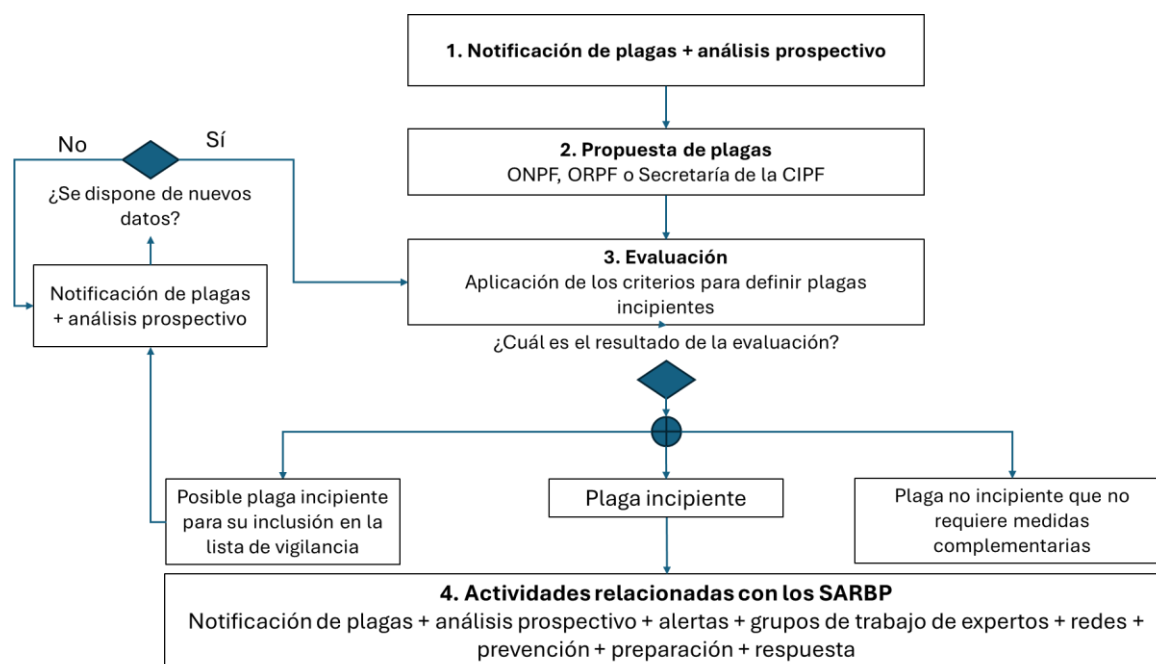 1. Notificación de plagas + análisis prospectivo
2. Propuesta de plagas
ONPF, ORPF o Secretaría de la CIPF
No
Sí
¿Se dispone de nuevos
datos?
3. Evaluación
Aplicación de los criterios para definir plagas
incipientes
Notificación de plagas
+ análisis prospectivo
¿Cuál es el resultado de la evaluación?
Posible plaga incipiente
para su inclusión en la
lista de vigilancia
Plaga incipiente
Plaga no incipiente que no
requiere medidas
complementarias
4. Actividades relacionadas con los SARBP
Notificación de plagas + análisis prospectivo + alertas + grupos de trabajo de expertos + redes +
prevención + preparación + respuesta